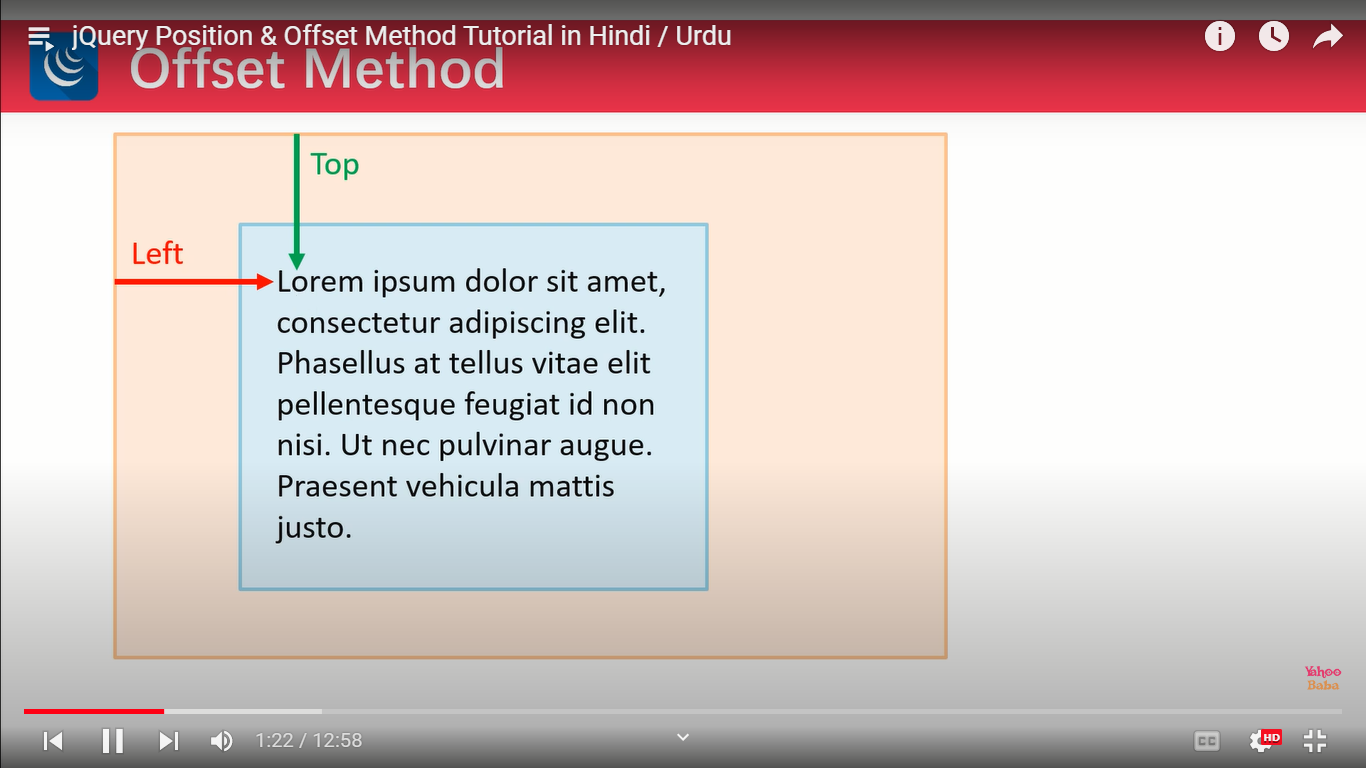 jQuery Position & Offset Method Tutorial in Hindi / Urdu
Offset Method
Top
Left
Lorem ipsum dolor sit amet,
consectetur adipiscing elit.
Phasellus at tellus vitae elit
pellentesque feugiat id non
nisi. Ut nec pulvinar augue.
Praesent vehicula mattis
justo.
Yahoo
Baba
1:22 / 12:58
CC
HD